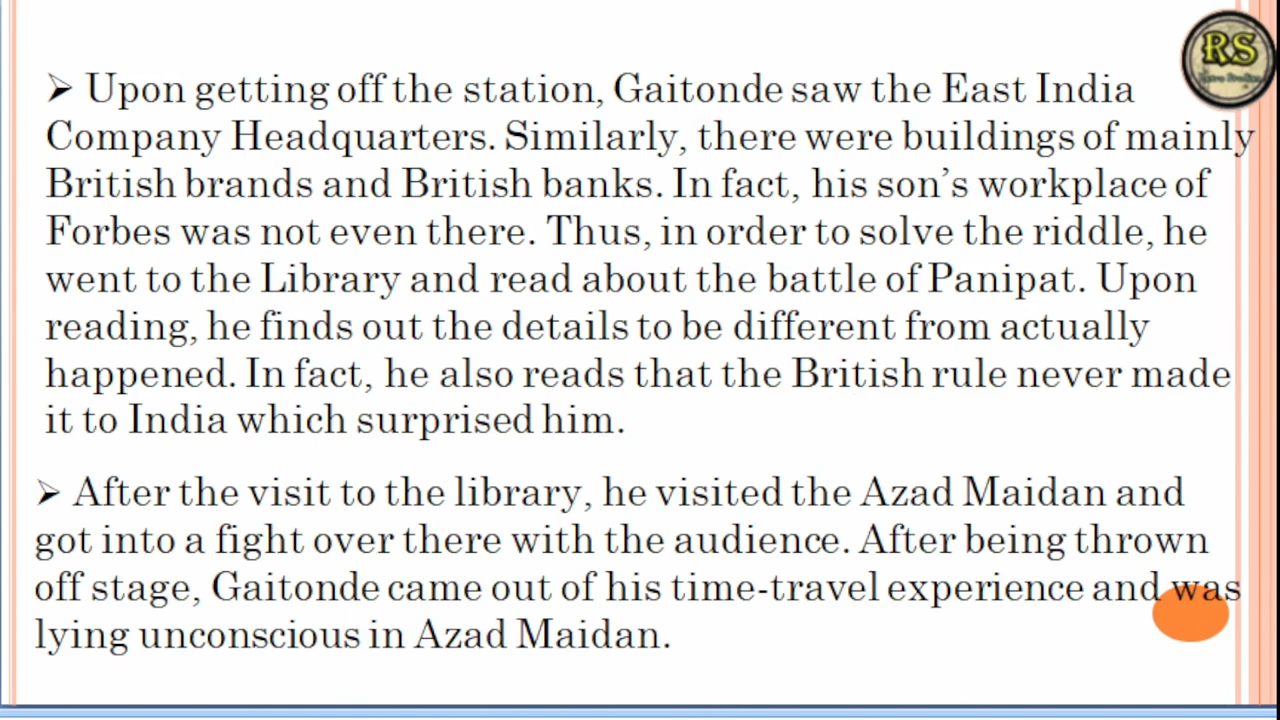 RS
➢ Upon getting off the station, Gaitonde saw the East India
Company Headquarters. Similarly, there were buildings of mainly
British brands and British banks. In fact, his son’s workplace of
Forbes was not even there. Thus, in order to solve the riddle, he
went to the Library and read about the battle of Panipat. Upon
reading, he finds out the details to be different from actually
happened. In fact, he also reads that the British rule never made
it to India which surprised him.
➢ After the visit to the library, he visited the Azad Maidan and
got into a fight over there with the audience. After being thrown
off stage, Gaitonde came out of his time-travel experience and was
lying unconscious in Azad Maidan.